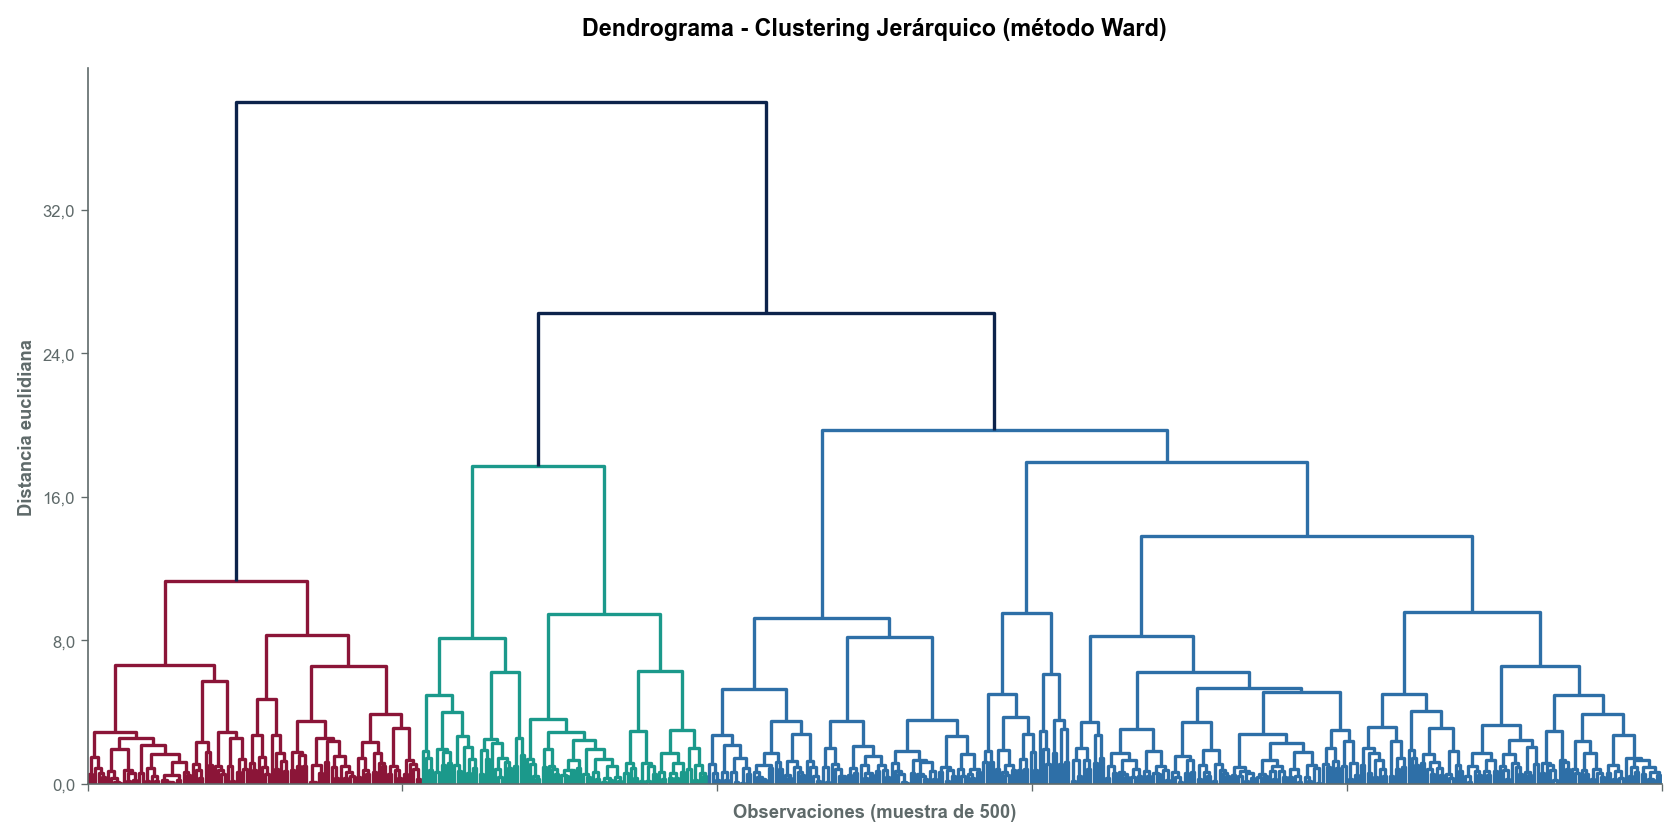 Dendrograma - Clustering Jerárquico (método Ward)
32,0
24,0
16,0
8,0
0,0
Distancia euclidiana
Observaciones (muestra de 500)